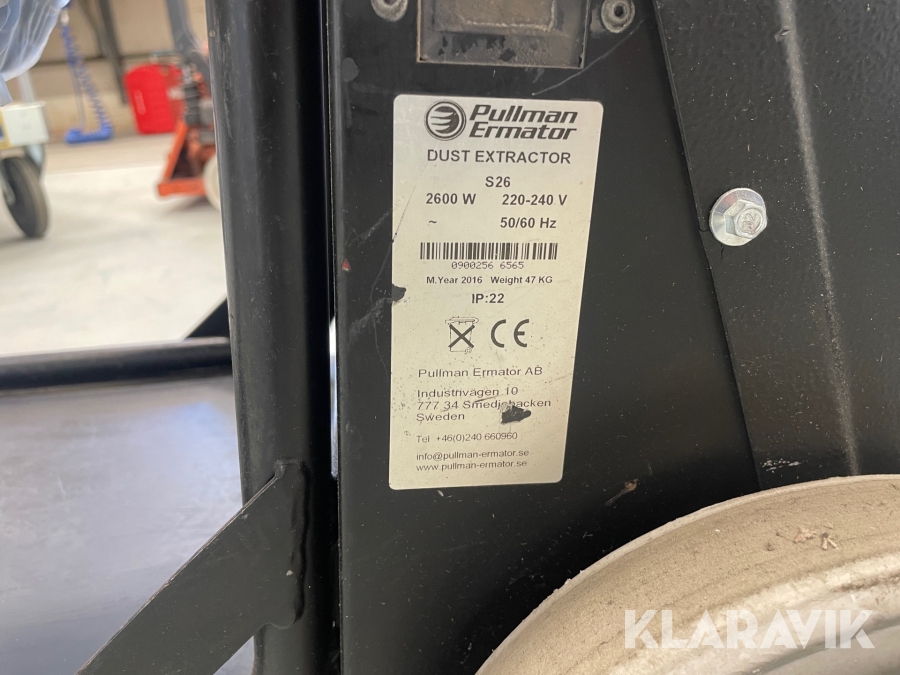 Pullman
Ermator
DUST EXTRACTOR
S26
2600 W 220-240 V
~ 50/60 Hz
0900256 6565
M.Year 2016 Weight 47 KG
IP:22
CE
Pullman Ermator AB
Industrivägen 10
777 34 Smedjebacken
Sweden
Tel +46(0)240 660960
info@pullman-ermator.se
www.pullman-ermator.se
KLARAVIK